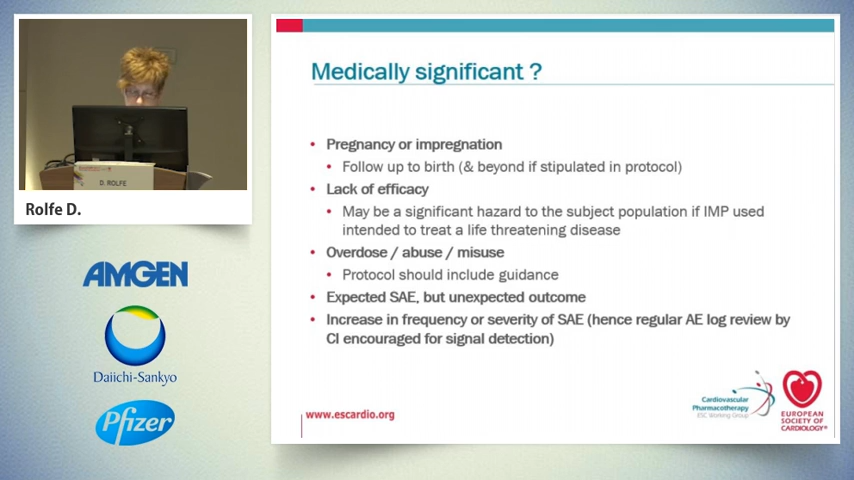 Medically significant ?
• Pregnancy or impregnation
• Follow up to birth (& beyond if stipulated in protocol)
• Lack of efficacy
• May be a significant hazard to the subject population if IMP used
intended to treat a life threatening disease
• Overdose / abuse / misuse
• Protocol should include guidance
• Expected SAE, but unexpected outcome
• Increase in frequency or severity of SAE (hence regular AE log review by
CI encouraged for signal detection)
www.escardio.org
Cardiovascular
Pharmacotherapy
ESC Working Group
EUROPEAN
SOCIETY OF
CARDIOLOGY®
D. ROLFE
Rolfe D.
AMGEN
Daiichi-Sankyo
Pfizer